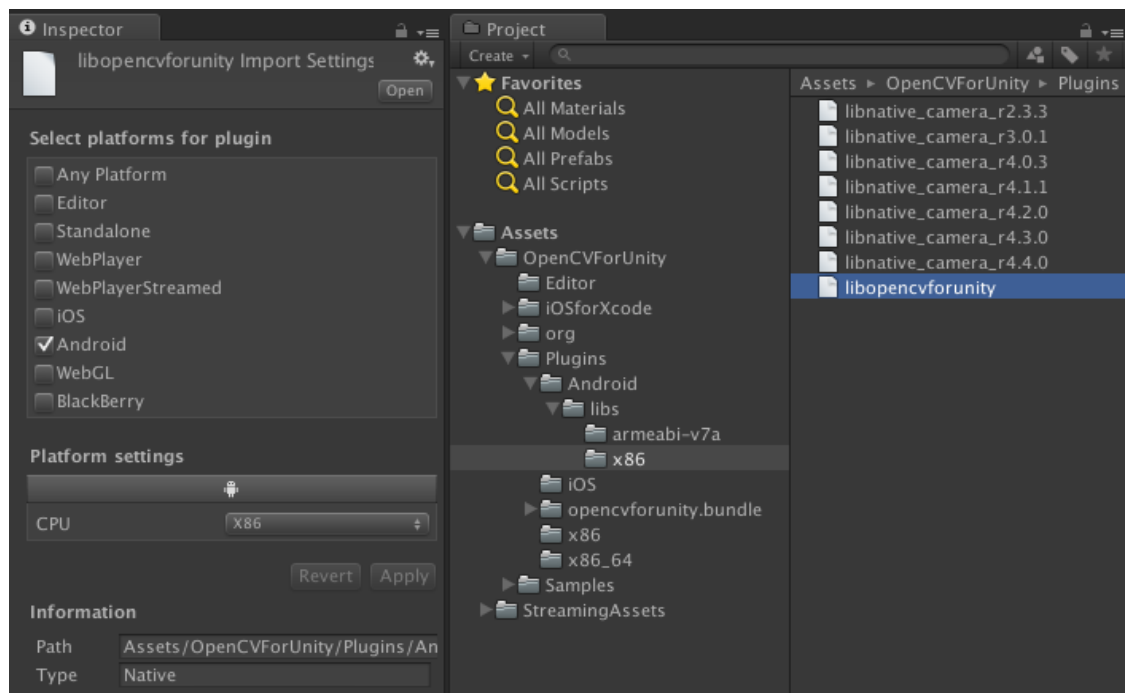 Inspector
libopencvforunity Import Settings
Open
Select platforms for plugin
Any Platform
Editor
Standalone
WebPlayer
WebPlayerStreamed
iOS
Android
WebGL
BlackBerry
Platform settings
CPU X86
Revert Apply
Information
Path Assets/OpenCVForUnity/Plugins/An
Type Native
Project
Create
Favorites
All Materials
All Models
All Prefabs
All Scripts
Assets
OpenCVForUnity
Editor
iOSforXcode
org
Plugins
Android
libs
armeabi-v7a
x86
iOS
opencvforunity.bundle
x86
x86_64
Samples
StreamingAssets
Assets ▸ OpenCVForUnity ▸ Plugins
libnative_camera_r2.3.3
libnative_camera_r3.0.1
libnative_camera_r4.0.3
libnative_camera_r4.1.1
libnative_camera_r4.2.0
libnative_camera_r4.3.0
libnative_camera_r4.4.0
libopencvforunity